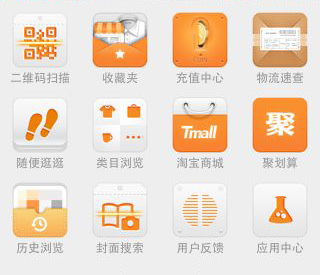 二维码扫描 收藏夹 充值中心 物流速查
Tmall 聚
随便逛逛 类目浏览 淘宝商城 聚划算
历史浏览 封面搜索 用户反馈 应用中心